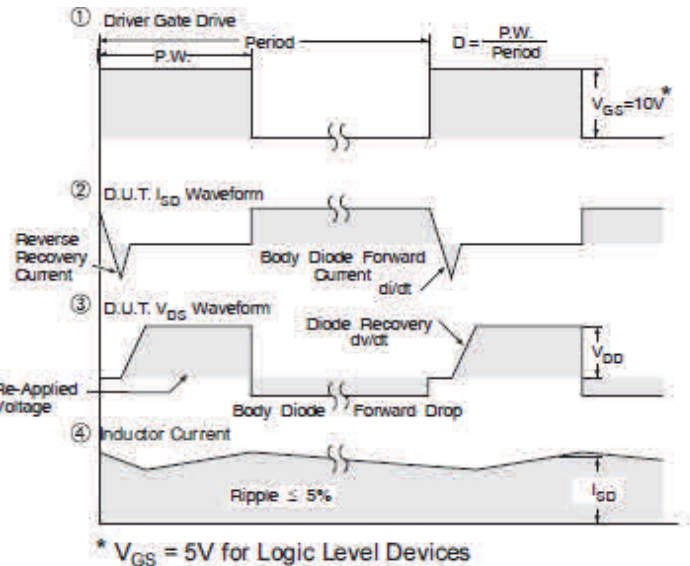 ① Driver Gate Drive
P.W.
Period
D = P.W.
Period
VGS=10V*
② D.U.T. ISD Waveform
Reverse
Recovery
Current
Body Diode Forward
Current
di/dt
③ D.U.T. VDS Waveform
Diode Recovery
dv/dt
VDD
Re-Applied
Voltage
Body Diode Forward Drop
④ Inductor Current
Ripple ≤ 5%
ISD
* VGS = 5V for Logic Level Devices